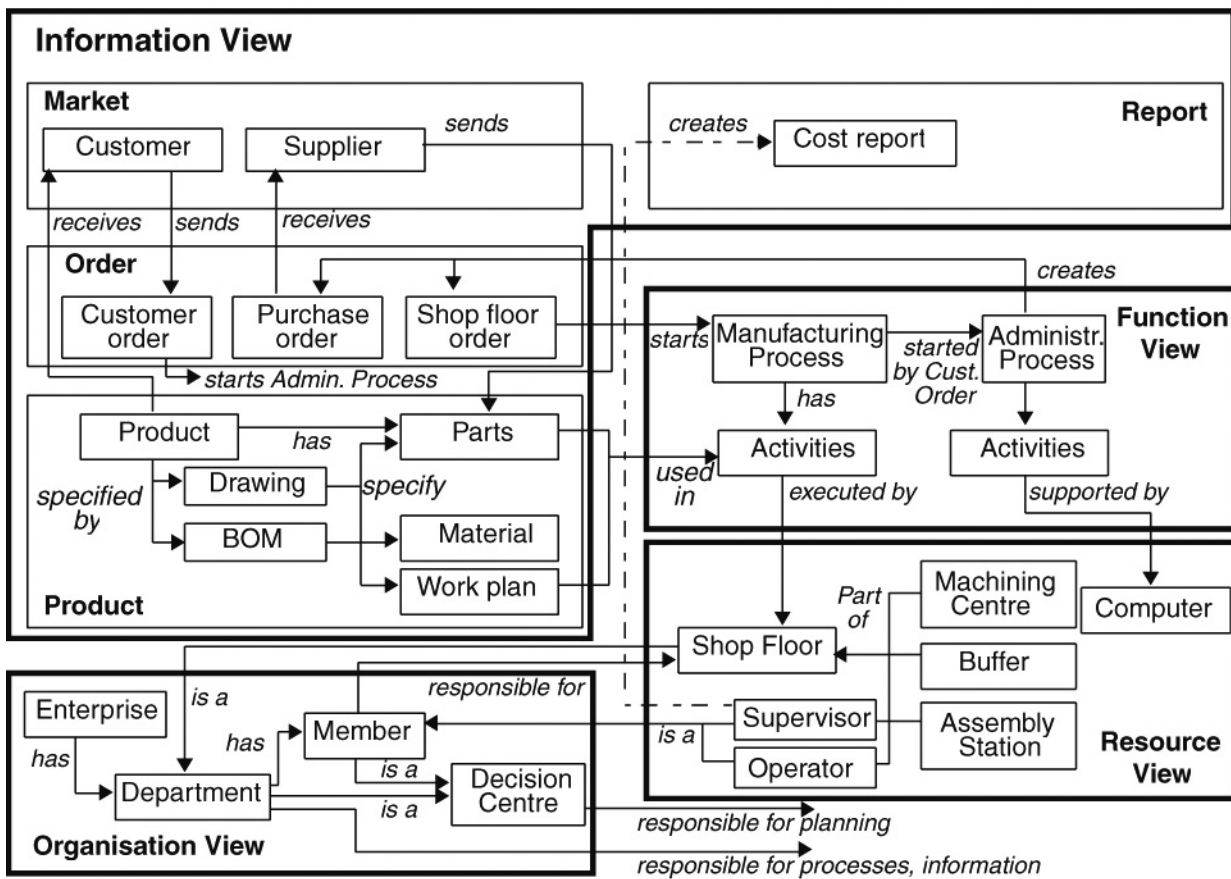 Information View
Market
Customer
Supplier
sends
creates
Cost report
Report
receives
sends
receives
Order
Customer
order
Purchase
order
Shop floor
order
starts Admin. Process
creates
Function
View
starts
Manufacturing
Process
started
by Cust.
Order
Administr.
Process
has
Activities
Activities
used
in
executed by
supported by
Product
has
Parts
specified
by
Drawing
specify
BOM
Material
Work plan
Product
Machining
Centre
Computer
Part
of
Shop Floor
Buffer
Supervisor
is a
Operator
Assembly
Station
Resource
View
is a
responsible for
Enterprise
has
has
Member
is a
Department
is a
Decision
Centre
responsible for planning
Organisation View
responsible for processes, information